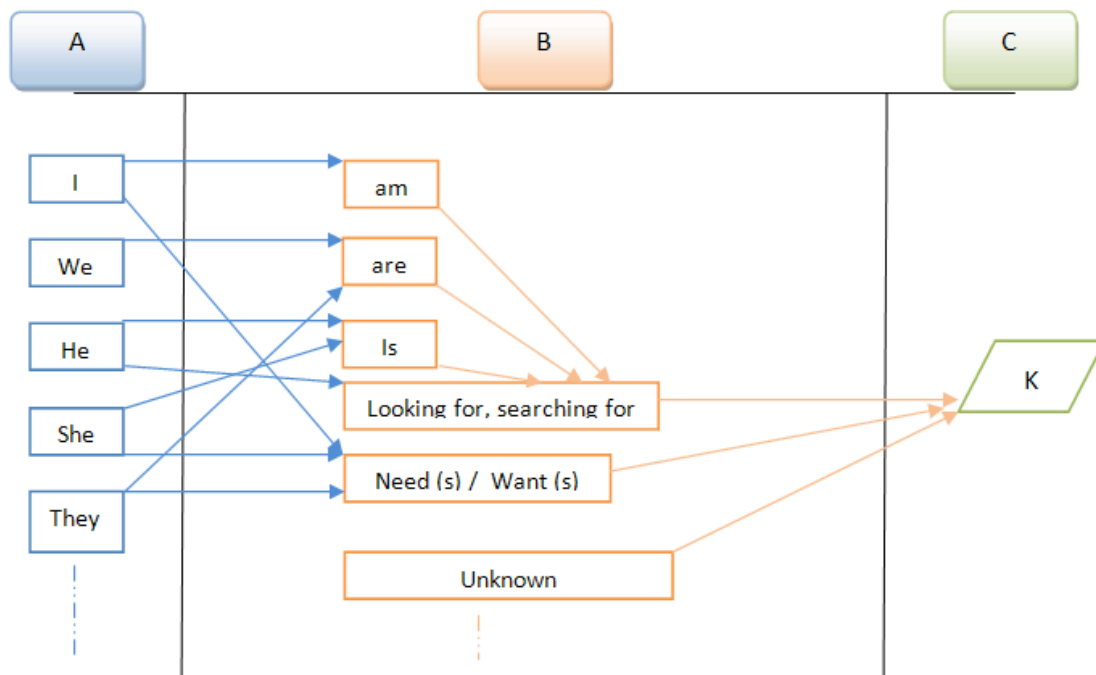 A
B
C
I
am
We
are
He
Is
K
Looking for, searching for
She
Need (s) / Want (s)
They
Unknown